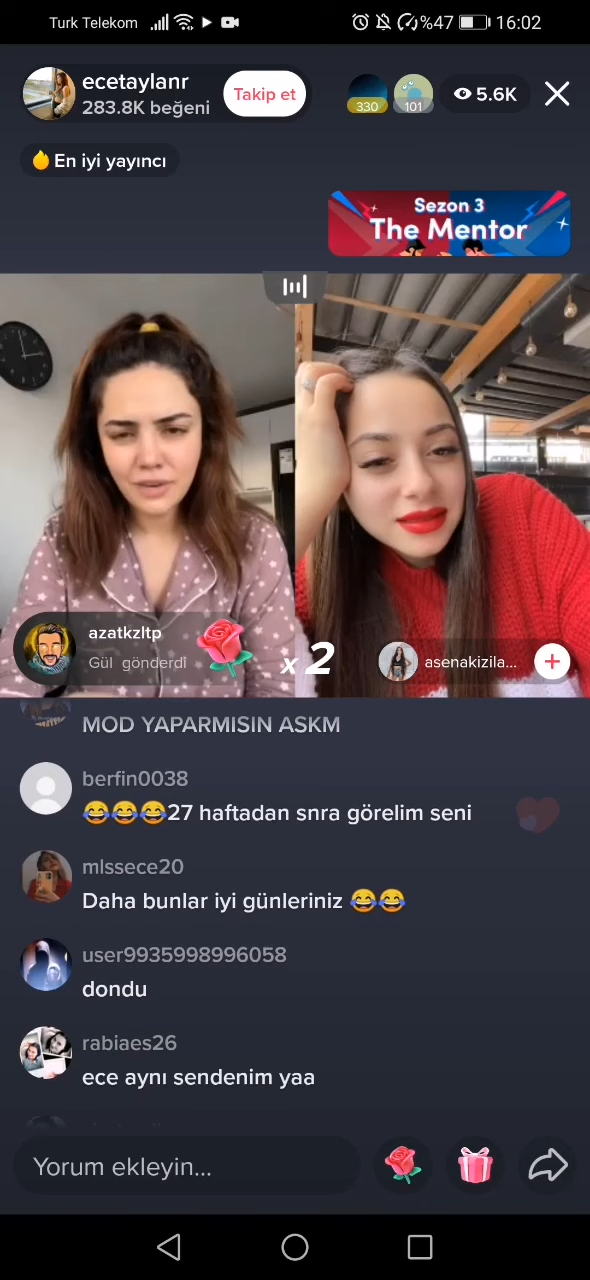 Turk Telekom
%47
16:02
ecetaylanr
283.8K beğeni
Takip et
330
101
5.6K
En iyi yayıncı
Sezon 3
The Mentor
azatkzltp
Gül gönderdi
x 2
asenakizila...
MOD YAPARMISIN ASKM
berfin0038
😂😂😂27 haftadan snra görelim seni
mlssece20
Daha bunlar iyi günleriniz 😂😂
user9935998996058
dondu
rabiaes26
ece aynı sendenim yaa
Yorum ekleyin...